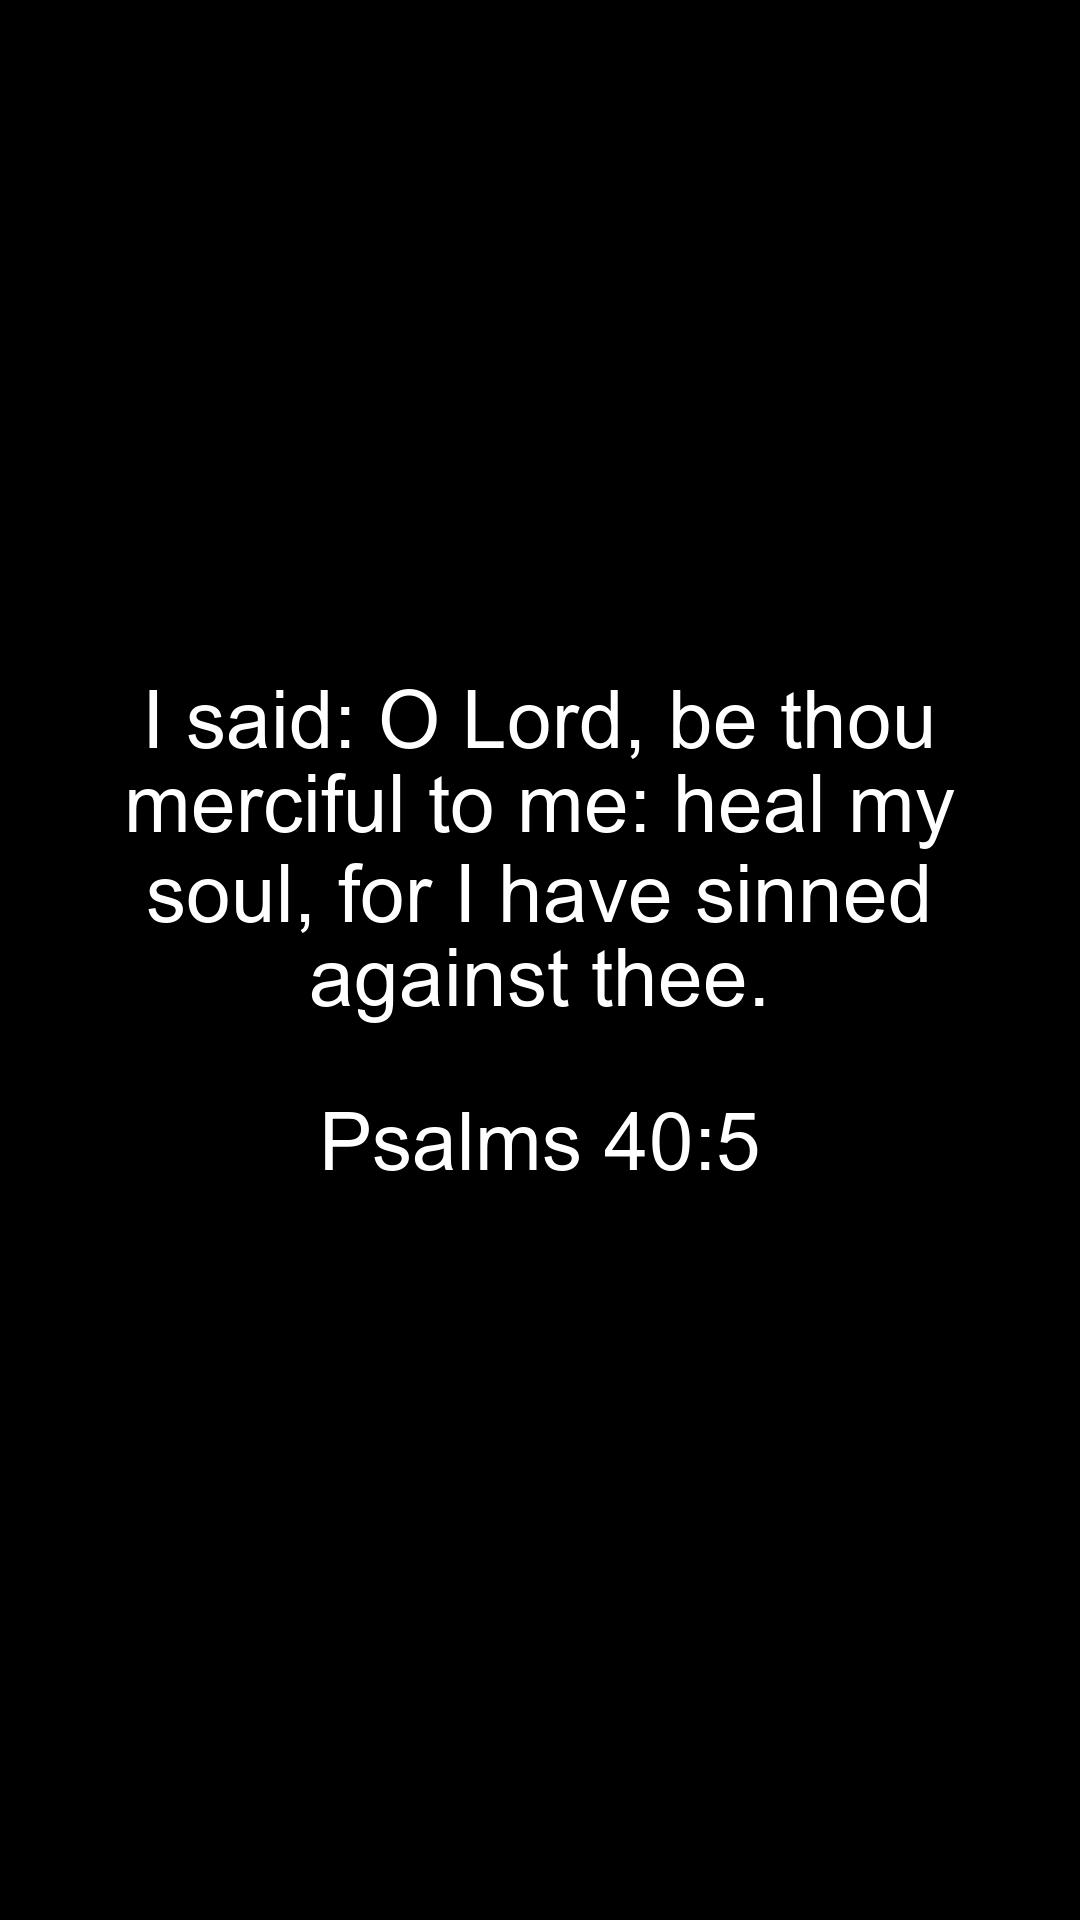 I said: O Lord, be thou
merciful to me: heal my
soul, for I have sinned
against thee.
Psalms 40:5